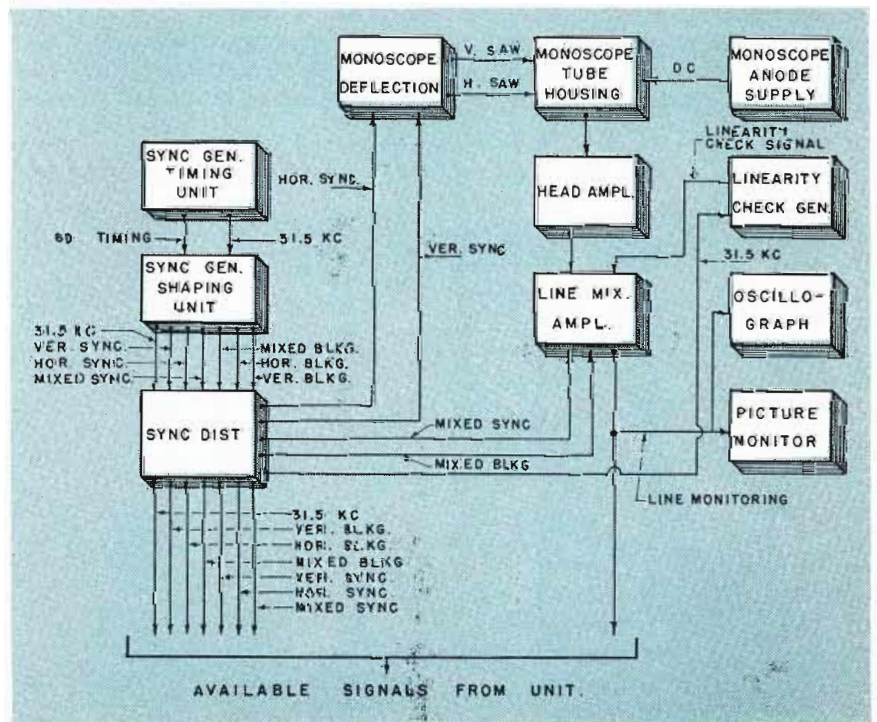 MONOSCOPE
DEFLECTION
V. SAW
H. SAW
MONOSCOPE
TUBE
HOUSING
DC
MONOSCOPE
ANODE
SUPPLY
SYNC GEN.
TIMING
UNIT
HOR. SYNC.
LINEARITY
CHECK SIGNAL
HEAD AMPL.
LINEARITY
CHECK GEN.
60 TIMING
31.5 KC
VER. SYNC
31.5 KC
SYNC GEN.
SHAPING
UNIT
LINE MIX.
AMPL.
OSCILLO-
GRAPH
31.5 KC
VER. SYNC.
HOR. SYNC.
MIXED SYNC
MIXED BLKG.
HOR. BLKG.
VER. BLKG.
SYNC DIST
MIXED SYNC
MIXED BLKG
PICTURE
MONITOR
LINE MONITORING
31.5 KC
VER. BLKG.
HOR. BLKG
MIXED BLKG
VER. SYNC.
HOR. SYNC.
MIXED SYNC
AVAILABLE SIGNALS FROM UNIT.